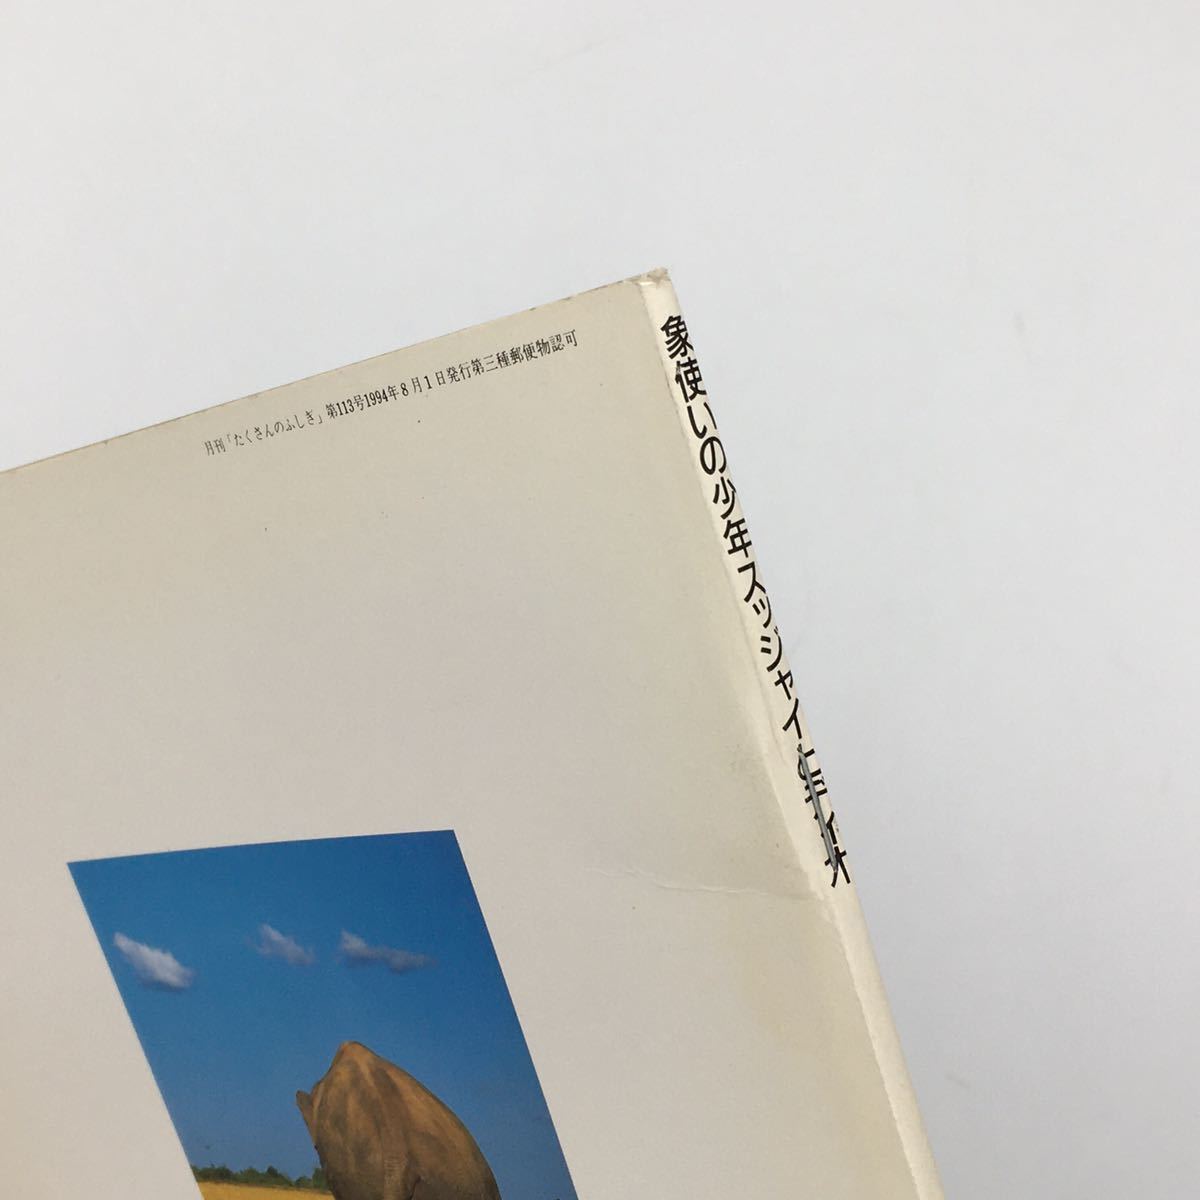 月刊「たくさんのふしぎ」第113号1994年8月1日発行第三種郵便物認可
象使いの少年スッジャイと